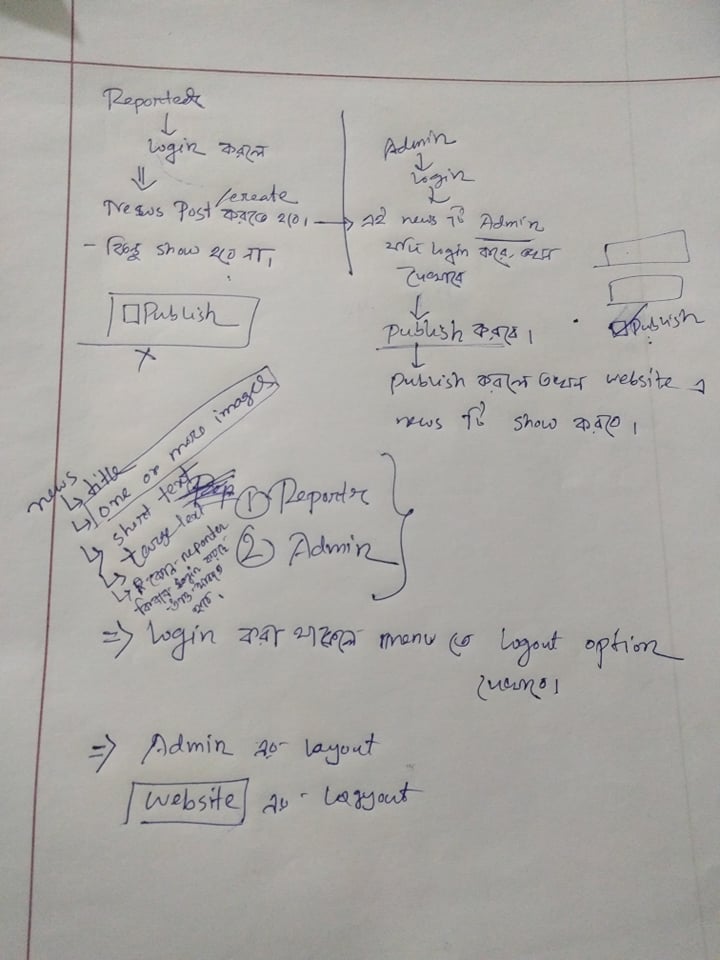 Reporter
Login করলে
News Post /create করতে হবে।
- কিন্তু show হবে না।
Publish
Admin
Login
এই news টি Admin
যদি login করে, তখন
দেখাবে
publish করবে।
Publish
publish করলে তখন website এ
news টি show করবে।
news
title
one or more images
short text
large text
reporter
login
① Reporter
② Admin
=> Login করা থাকলে menu তে Logout option
দেখাবে।
=> Admin এর layout
Website এর layout